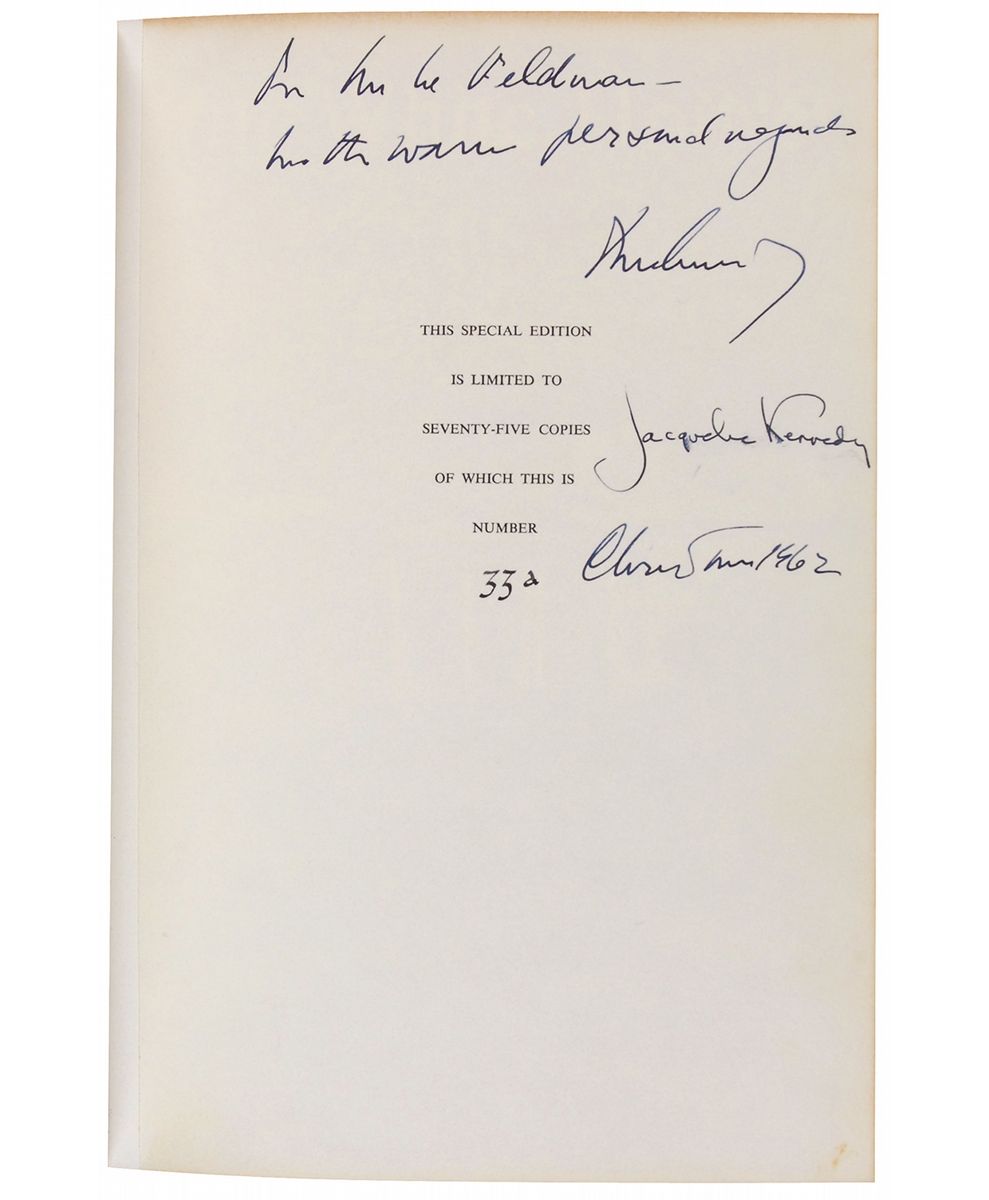 For Mike Feldman –
with warm personal regards
THIS SPECIAL EDITION
IS LIMITED TO
SEVENTY-FIVE COPIES
Jacqueline Kennedy
OF WHICH THIS IS
NUMBER
33a
Christmas 1962